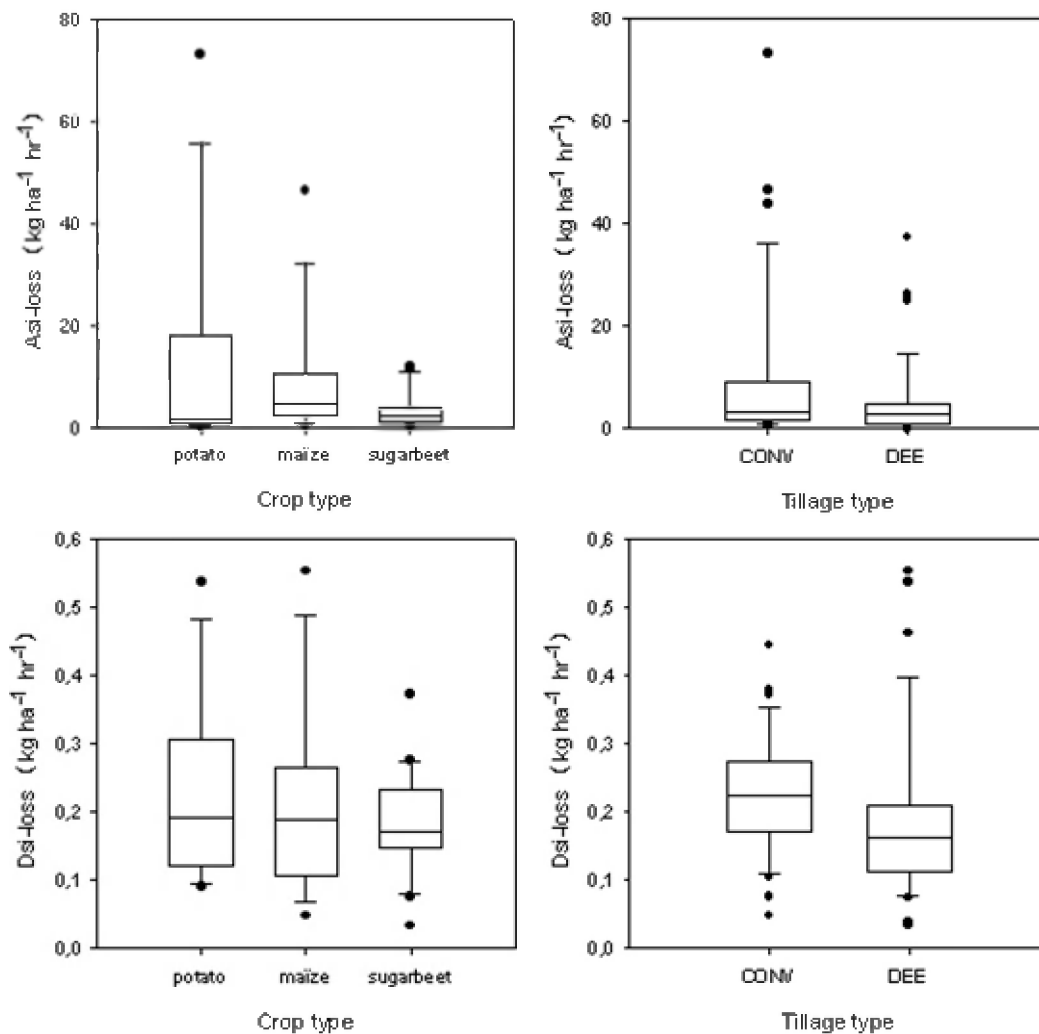 80
60
40
20
0
Asi-loss (kg ha⁻¹ hr⁻¹)
potato maïze sugarbeet
Crop type
80
60
40
20
0
Asi-loss (kg ha⁻¹ hr⁻¹)
CONV DEE
Tillage type
0,6
0,5
0,4
0,3
0,2
0,1
0,0
Dsi-loss (kg ha⁻¹ hr⁻¹)
potato maïze sugarbeet
Crop type
0,6
0,5
0,4
0,3
0,2
0,1
0,0
Dsi-loss (kg ha⁻¹ hr⁻¹)
CONV DEE
Tillage type